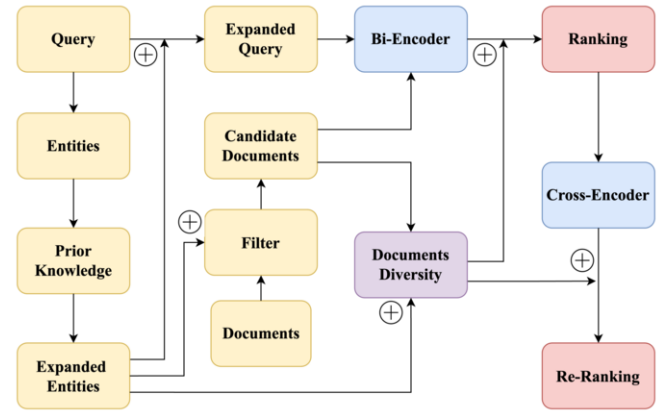 Query
Expanded
Query
Bi-Encoder
Ranking
Entities
Candidate
Documents
Cross-Encoder
Prior
Knowledge
Filter
Documents
Diversity
Documents
Expanded
Entities
Re-Ranking